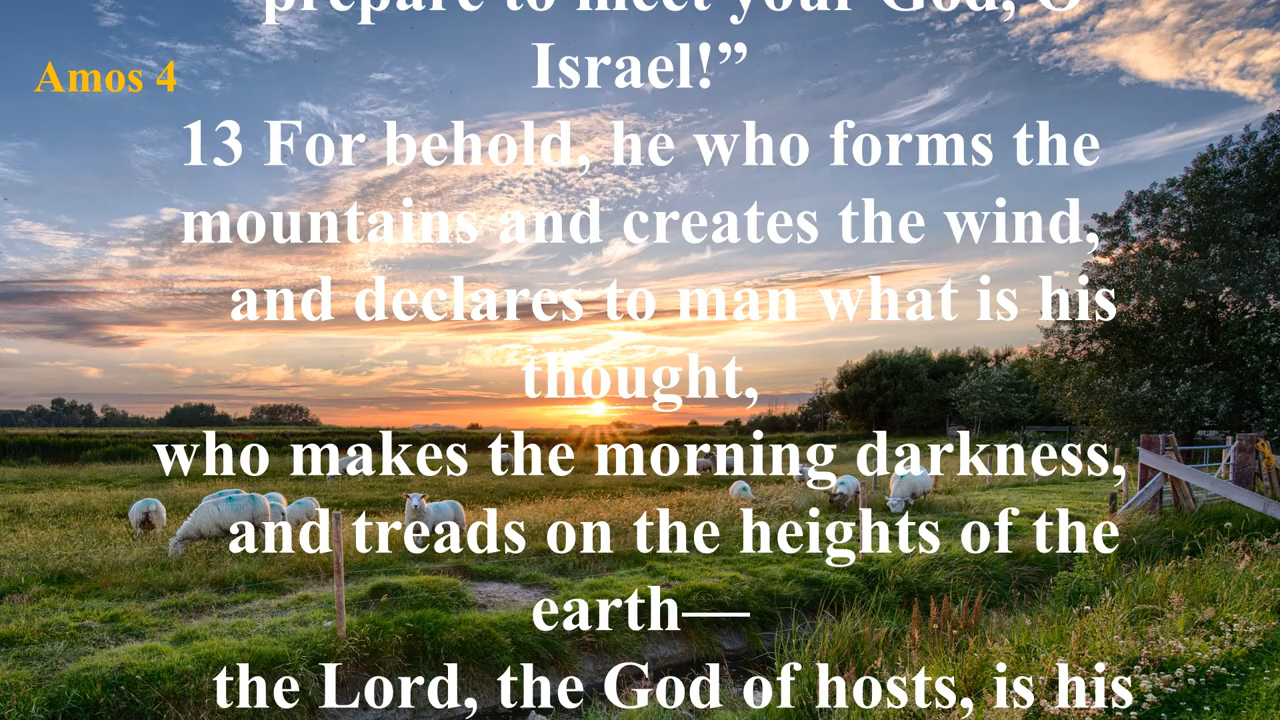 prepare to meet your God, O
Israel!”
Amos 4
13 For behold, he who forms the
mountains and creates the wind,
and declares to man what is his
thought,
who makes the morning darkness,
and treads on the heights of the
earth—
the Lord, the God of hosts, is his